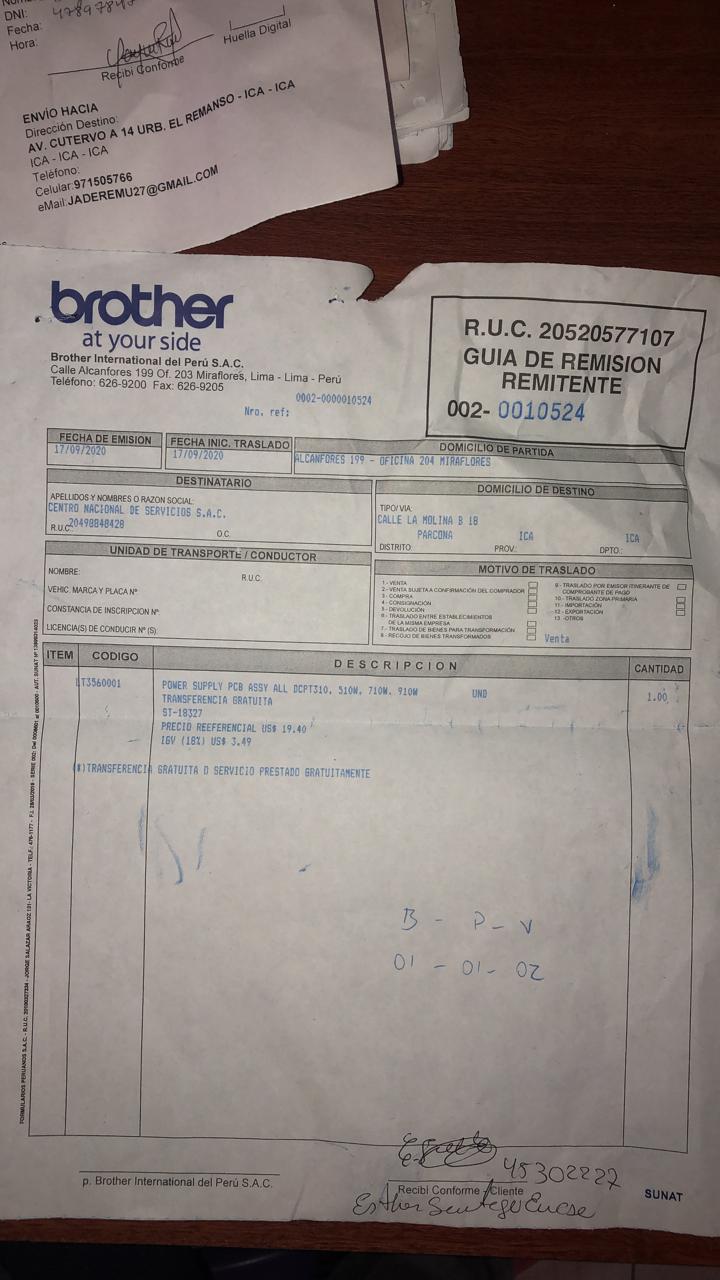 DNI:
Fecha:
Hora:
Recibí Conforme
Huella Digital
ENVÍO HACIA
Dirección Destino:
AV. CUTERVO A 14 URB. EL REMANSO - ICA - ICA
ICA - ICA - ICA
Teléfono:
Celular:971505766
eMail:JADEREMU27@GMAIL.COM
brother
at your side
Brother International del Perú S.A.C.
Calle Alcanfores 199 Of. 203 Miraflores, Lima - Lima - Perú
Teléfono: 626-9200 Fax: 626-9205
0002-0000010524
Nro. ref:
R.U.C. 20520577107
GUIA DE REMISION
REMITENTE
002- 0010524
FECHA DE EMISION
17/09/2020
FECHA INIC. TRASLADO
17/09/2020
DOMICILIO DE PARTIDA
ALCANFORES 199 - OFICINA 204 MIRAFLORES
DESTINATARIO
APELLIDOS Y NOMBRES O RAZON SOCIAL:
CENTRO NACIONAL DE SERVICIOS S.A.C.
R.U.C. 20498848428
O.C.
DOMICILIO DE DESTINO
TIPO/ VIA:
CALLE LA MOLINA B 18
PARCONA ICA ICA
DISTRITO: PROV.: DPTO.:
UNIDAD DE TRANSPORTE / CONDUCTOR
NOMBRE:
R.U.C.
VEHIC. MARCA Y PLACA Nº
CONSTANCIA DE INSCRIPCION Nº:
LICENCIA(S) DE CONDUCIR Nº (S):
MOTIVO DE TRASLADO
1.- VENTA
2.- VENTA SUJETA A CONFIRMACIÓN DEL COMPRADOR
3.- COMPRA
4.- CONSIGNACIÓN
5.- DEVOLUCIÓN
6.- TRASLADO ENTRE ESTABLECIMIENTOS
DE LA MISMA EMPRESA
7.- TRASLADO DE BIENES PARA TRANSFORMACIÓN
8.- RECOJO DE BIENES TRANSFORMADOS
9.- TRASLADO POR EMISOR ITINERANTE DE
COMPROBANTE DE PAGO
10.- TRASLADO ZONA PRIMARIA
11.- IMPORTACIÓN
12.- EXPORTACIÓN
13.- OTROS
Venta
ITEM CODIGO DESCRIPCION CANTIDAD
LT3560001 POWER SUPPLY PCB ASSY ALL DCPT310, 510W, 710W, 910W UND 1.00
TRANSFERENCIA GRATUITA
ST-18327
PRECIO REEFERENCIAL US$ 19.40
IGV (18%) US$ 3.49
(*)TRANSFERENCIA GRATUITA O SERVICIO PRESTADO GRATUITAMENTE
B - P - V
01 - 01 - 02
p. Brother International del Perú S.A.C.
45302227
Recibí Conforme - Cliente
Esther
SUNAT